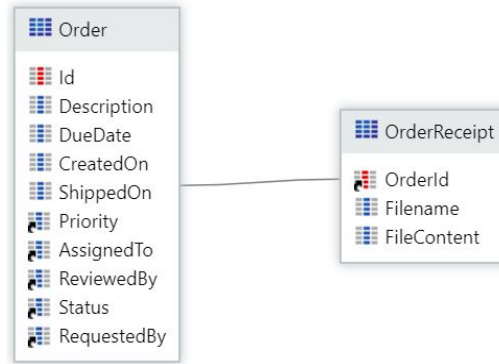 Order
Id
Description
DueDate
CreatedOn
ShippedOn
Priority
AssignedTo
ReviewedBy
Status
RequestedBy
OrderReceipt
OrderId
Filename
FileContent